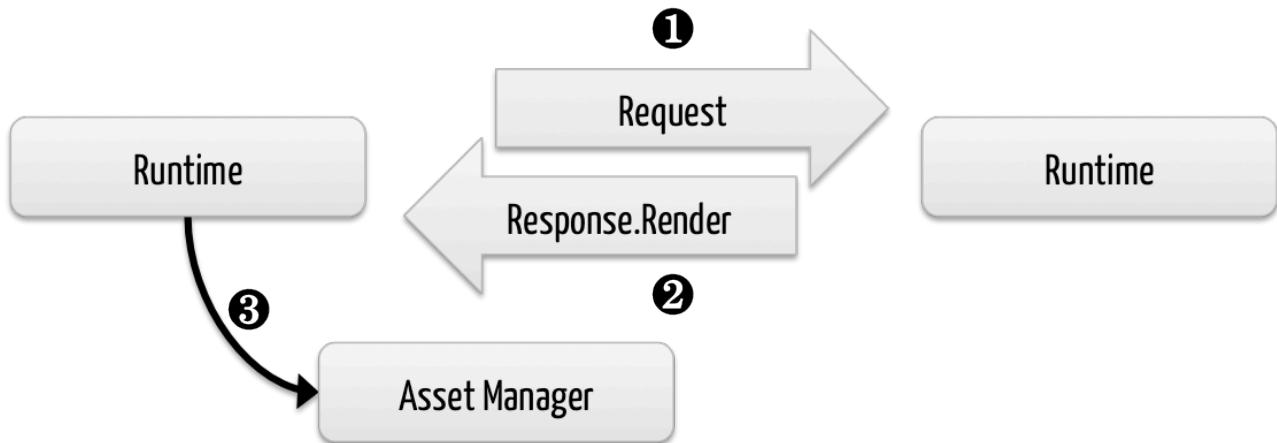 ❶
Request
Runtime
Runtime
Response.Render
❷
❸
Asset Manager